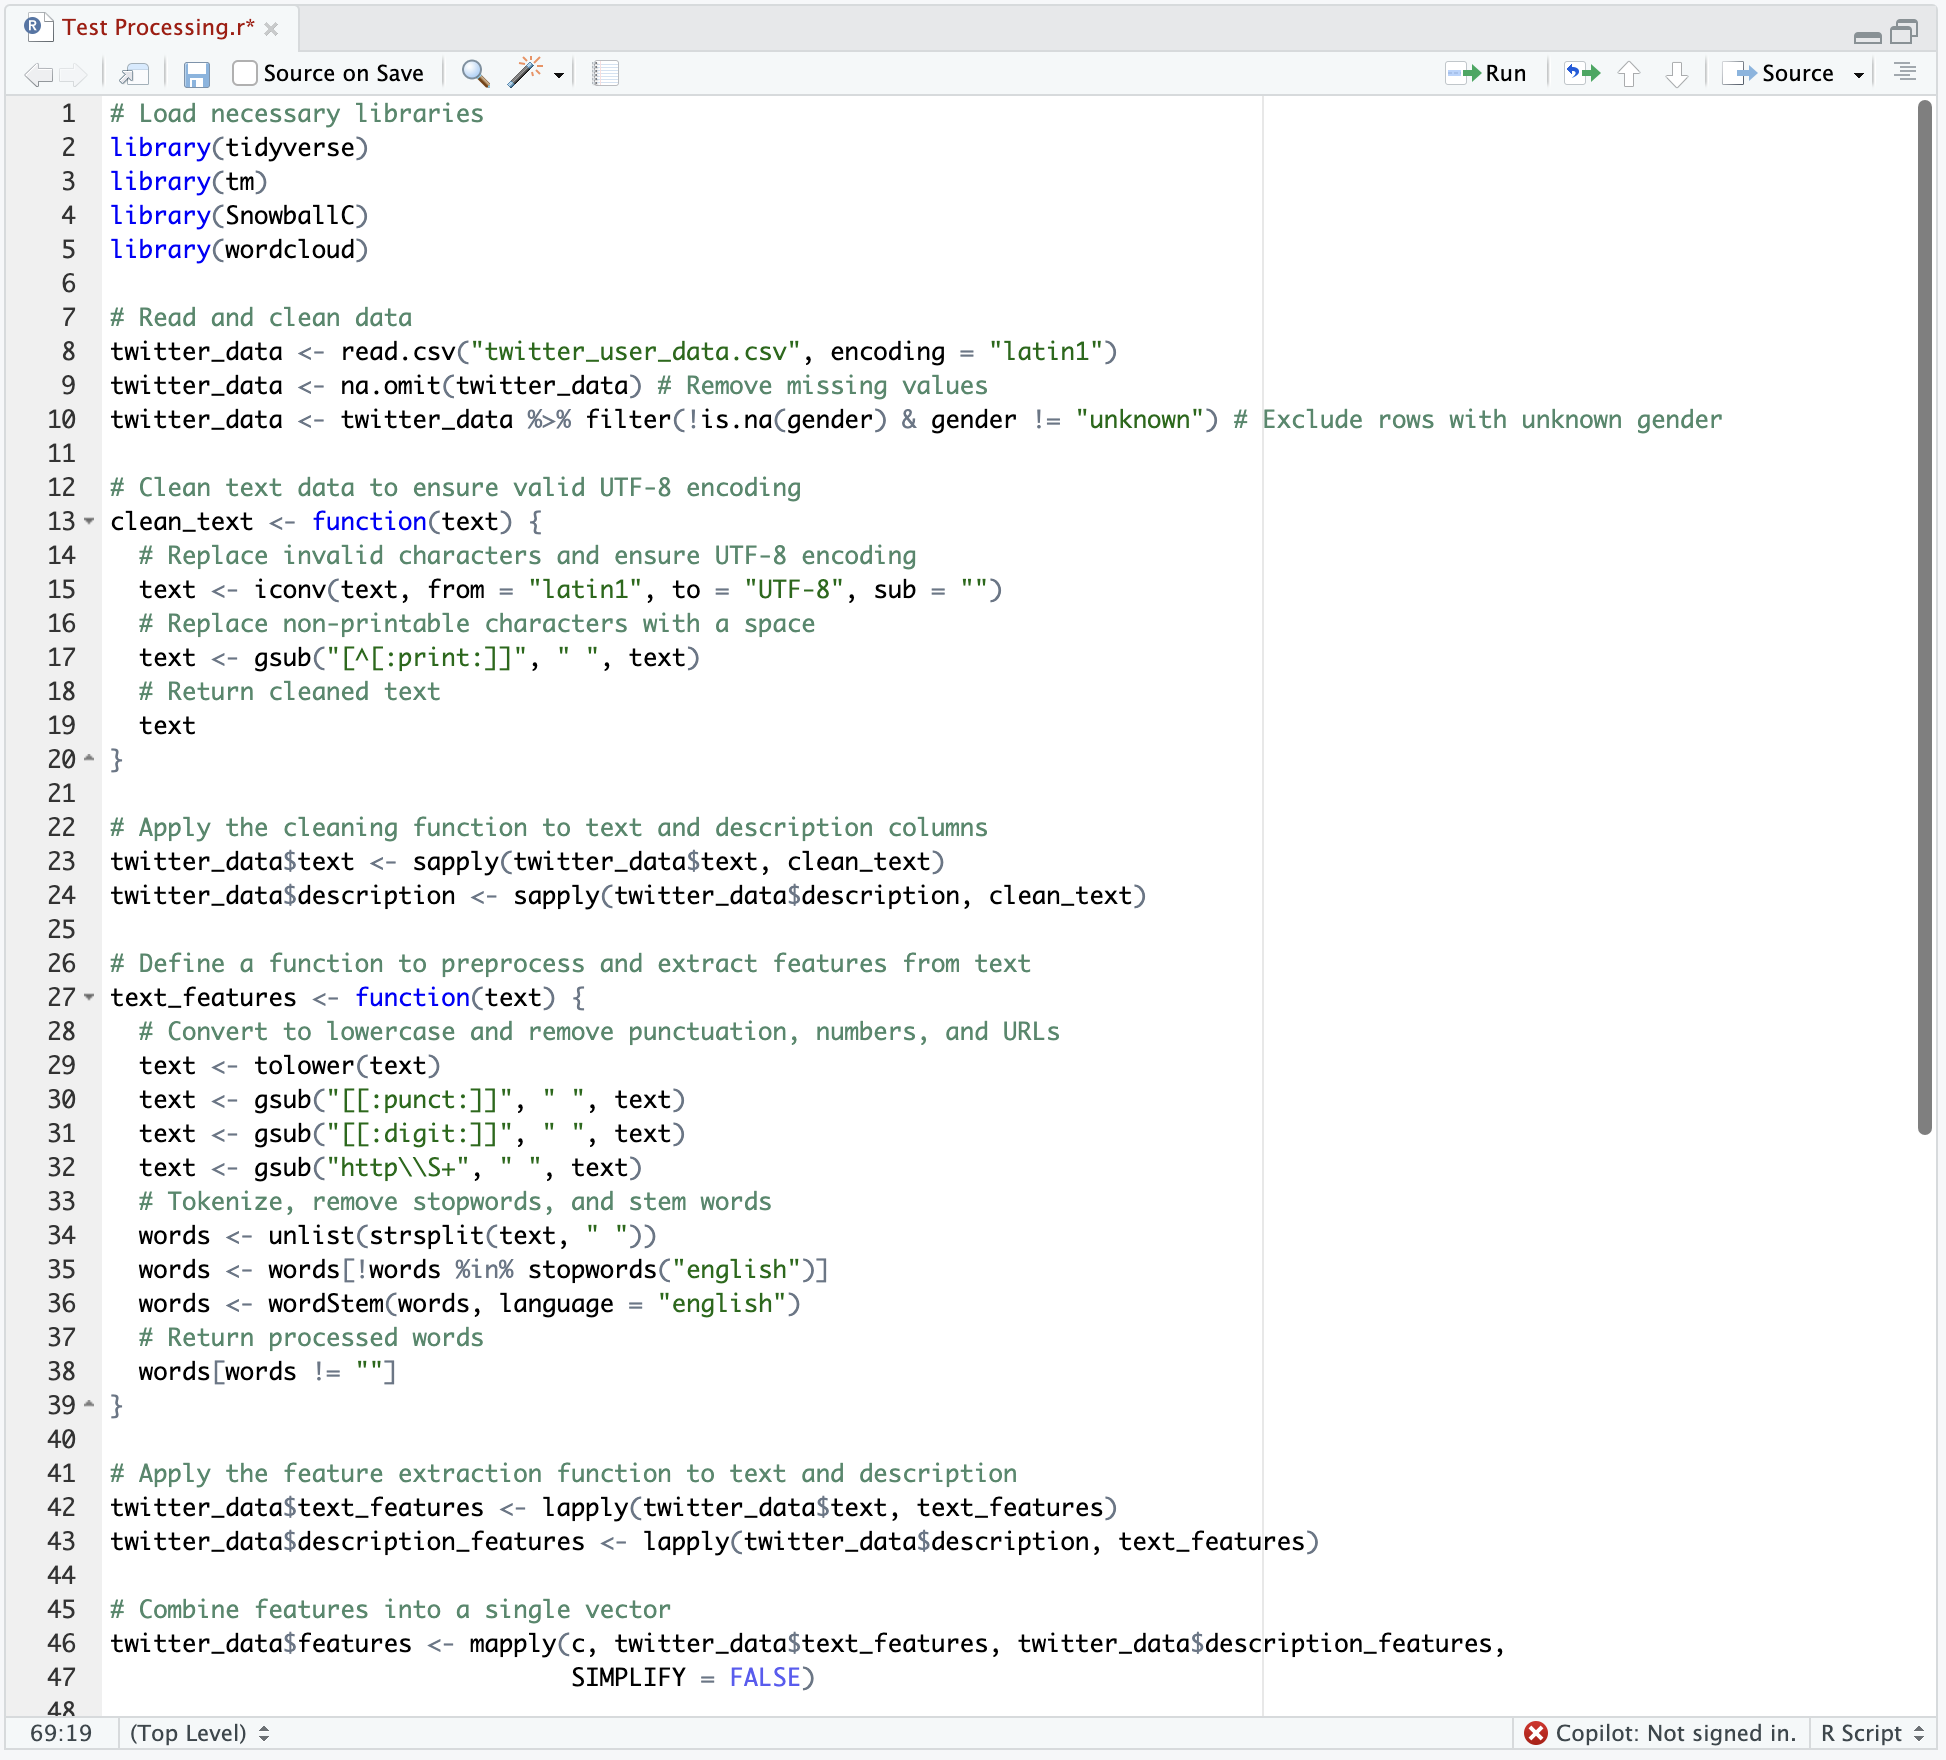 Test Processing.r*
Source on Save
Run
Source
1 # Load necessary libraries
2 library(tidyverse)
3 library(tm)
4 library(SnowballC)
5 library(wordcloud)
6
7 # Read and clean data
8 twitter_data <- read.csv("twitter_user_data.csv", encoding = "latin1")
9 twitter_data <- na.omit(twitter_data) # Remove missing values
10 twitter_data <- twitter_data %>% filter(!is.na(gender) & gender != "unknown") # Exclude rows with unknown gender
11
12 # Clean text data to ensure valid UTF-8 encoding
13 clean_text <- function(text) {
14   # Replace invalid characters and ensure UTF-8 encoding
15   text <- iconv(text, from = "latin1", to = "UTF-8", sub = "")
16   # Replace non-printable characters with a space
17   text <- gsub("[^[:print:]]", " ", text)
18   # Return cleaned text
19   text
20 }
21
22 # Apply the cleaning function to text and description columns
23 twitter_data$text <- sapply(twitter_data$text, clean_text)
24 twitter_data$description <- sapply(twitter_data$description, clean_text)
25
26 # Define a function to preprocess and extract features from text
27 text_features <- function(text) {
28   # Convert to lowercase and remove punctuation, numbers, and URLs
29   text <- tolower(text)
30   text <- gsub("[[:punct:]]", " ", text)
31   text <- gsub("[[:digit:]]", " ", text)
32   text <- gsub("http\\S+", " ", text)
33   # Tokenize, remove stopwords, and stem words
34   words <- unlist(strsplit(text, " "))
35   words <- words[!words %in% stopwords("english")]
36   words <- wordStem(words, language = "english")
37   # Return processed words
38   words[words != ""]
39 }
40
41 # Apply the feature extraction function to text and description
42 twitter_data$text_features <- lapply(twitter_data$text, text_features)
43 twitter_data$description_features <- lapply(twitter_data$description, text_features)
44
45 # Combine features into a single vector
46 twitter_data$features <- mapply(c, twitter_data$text_features, twitter_data$description_features,
47                                 SIMPLIFY = FALSE)
48
69:19 (Top Level) Copilot: Not signed in. R Script